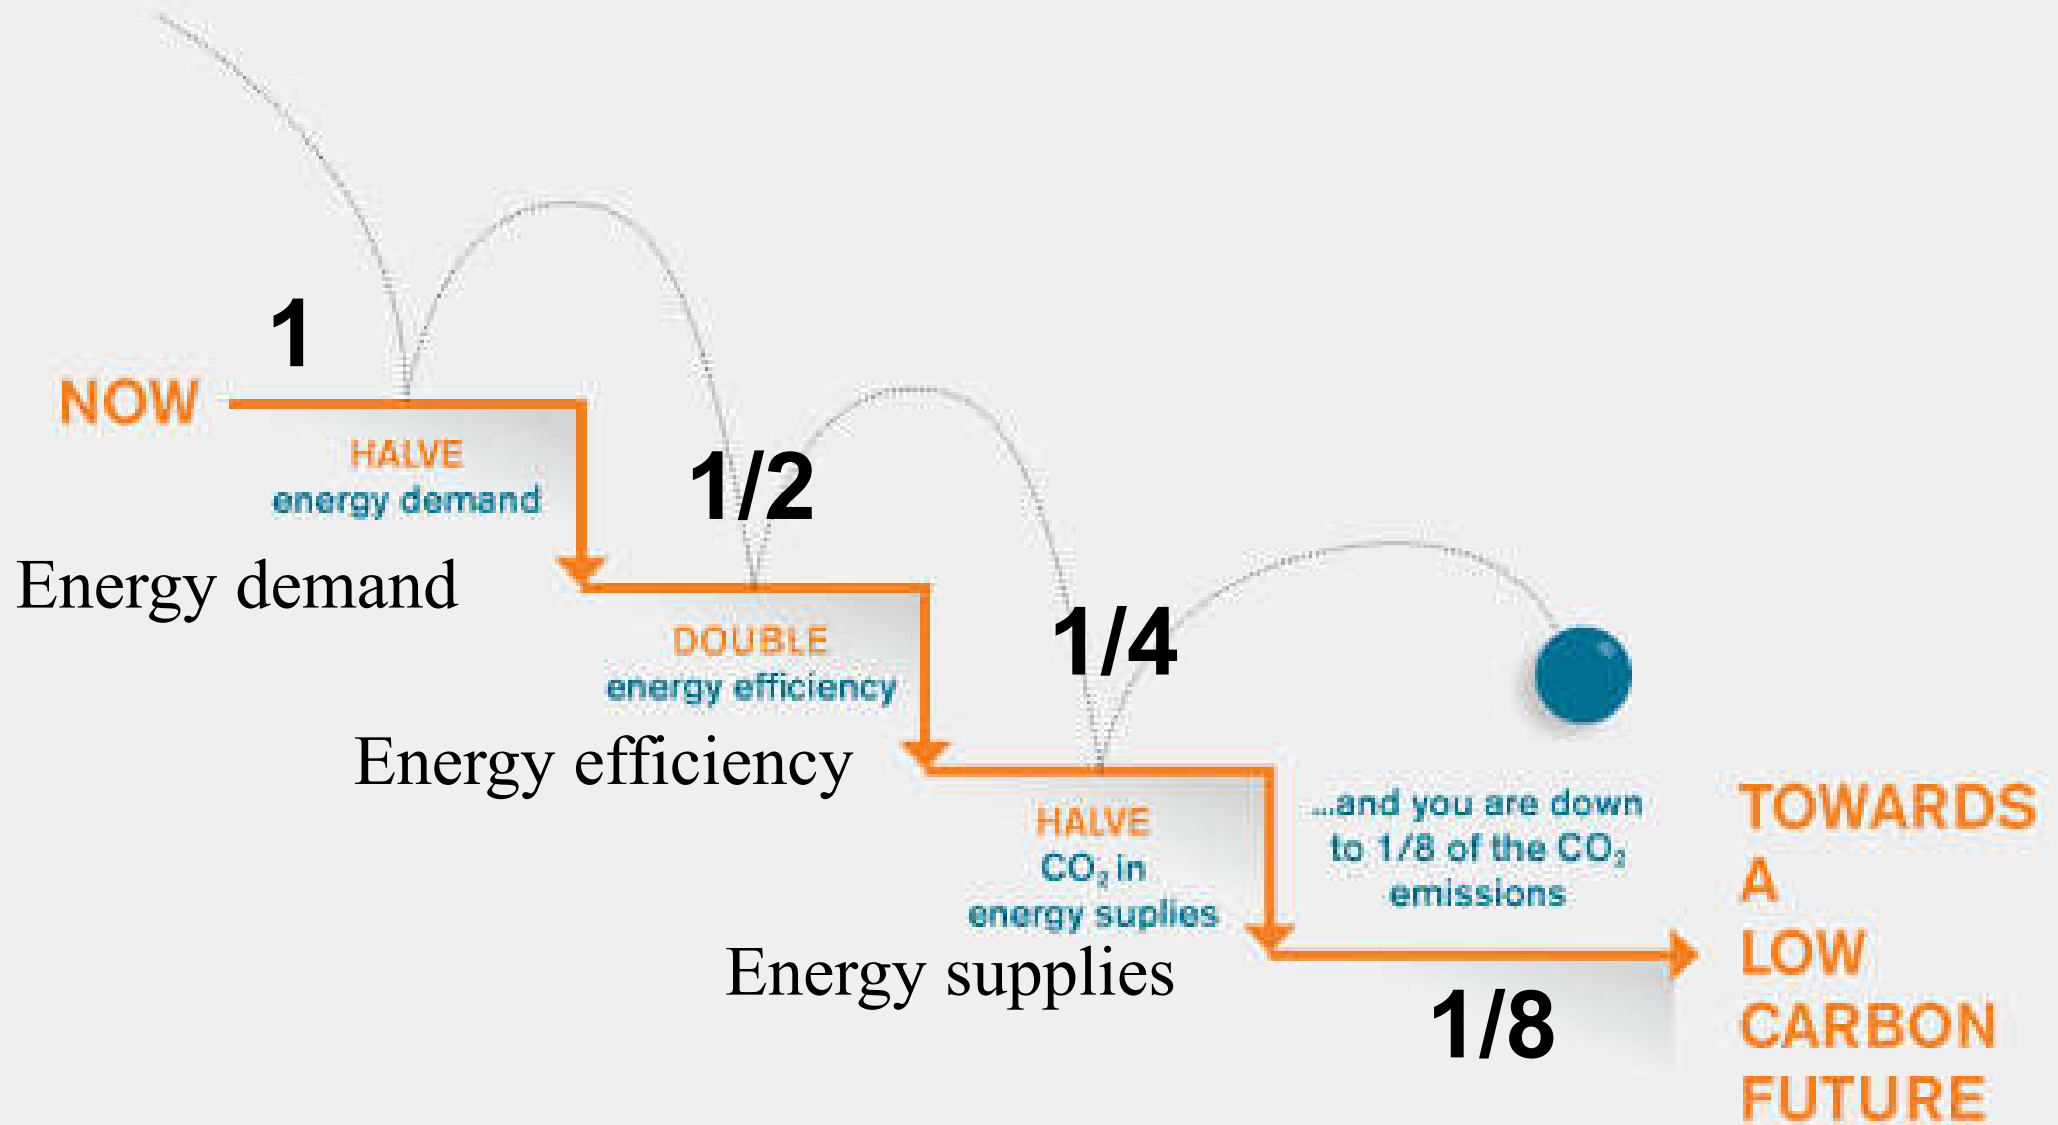 1
NOW
HALVE
energy demand
Energy demand
1/2
DOUBLE
energy efficiency
Energy efficiency
1/4
HALVE
CO₂ in
energy suplies
Energy supplies
...and you are down
to 1/8 of the CO₂
emissions
1/8
TOWARDS
A
LOW
CARBON
FUTURE